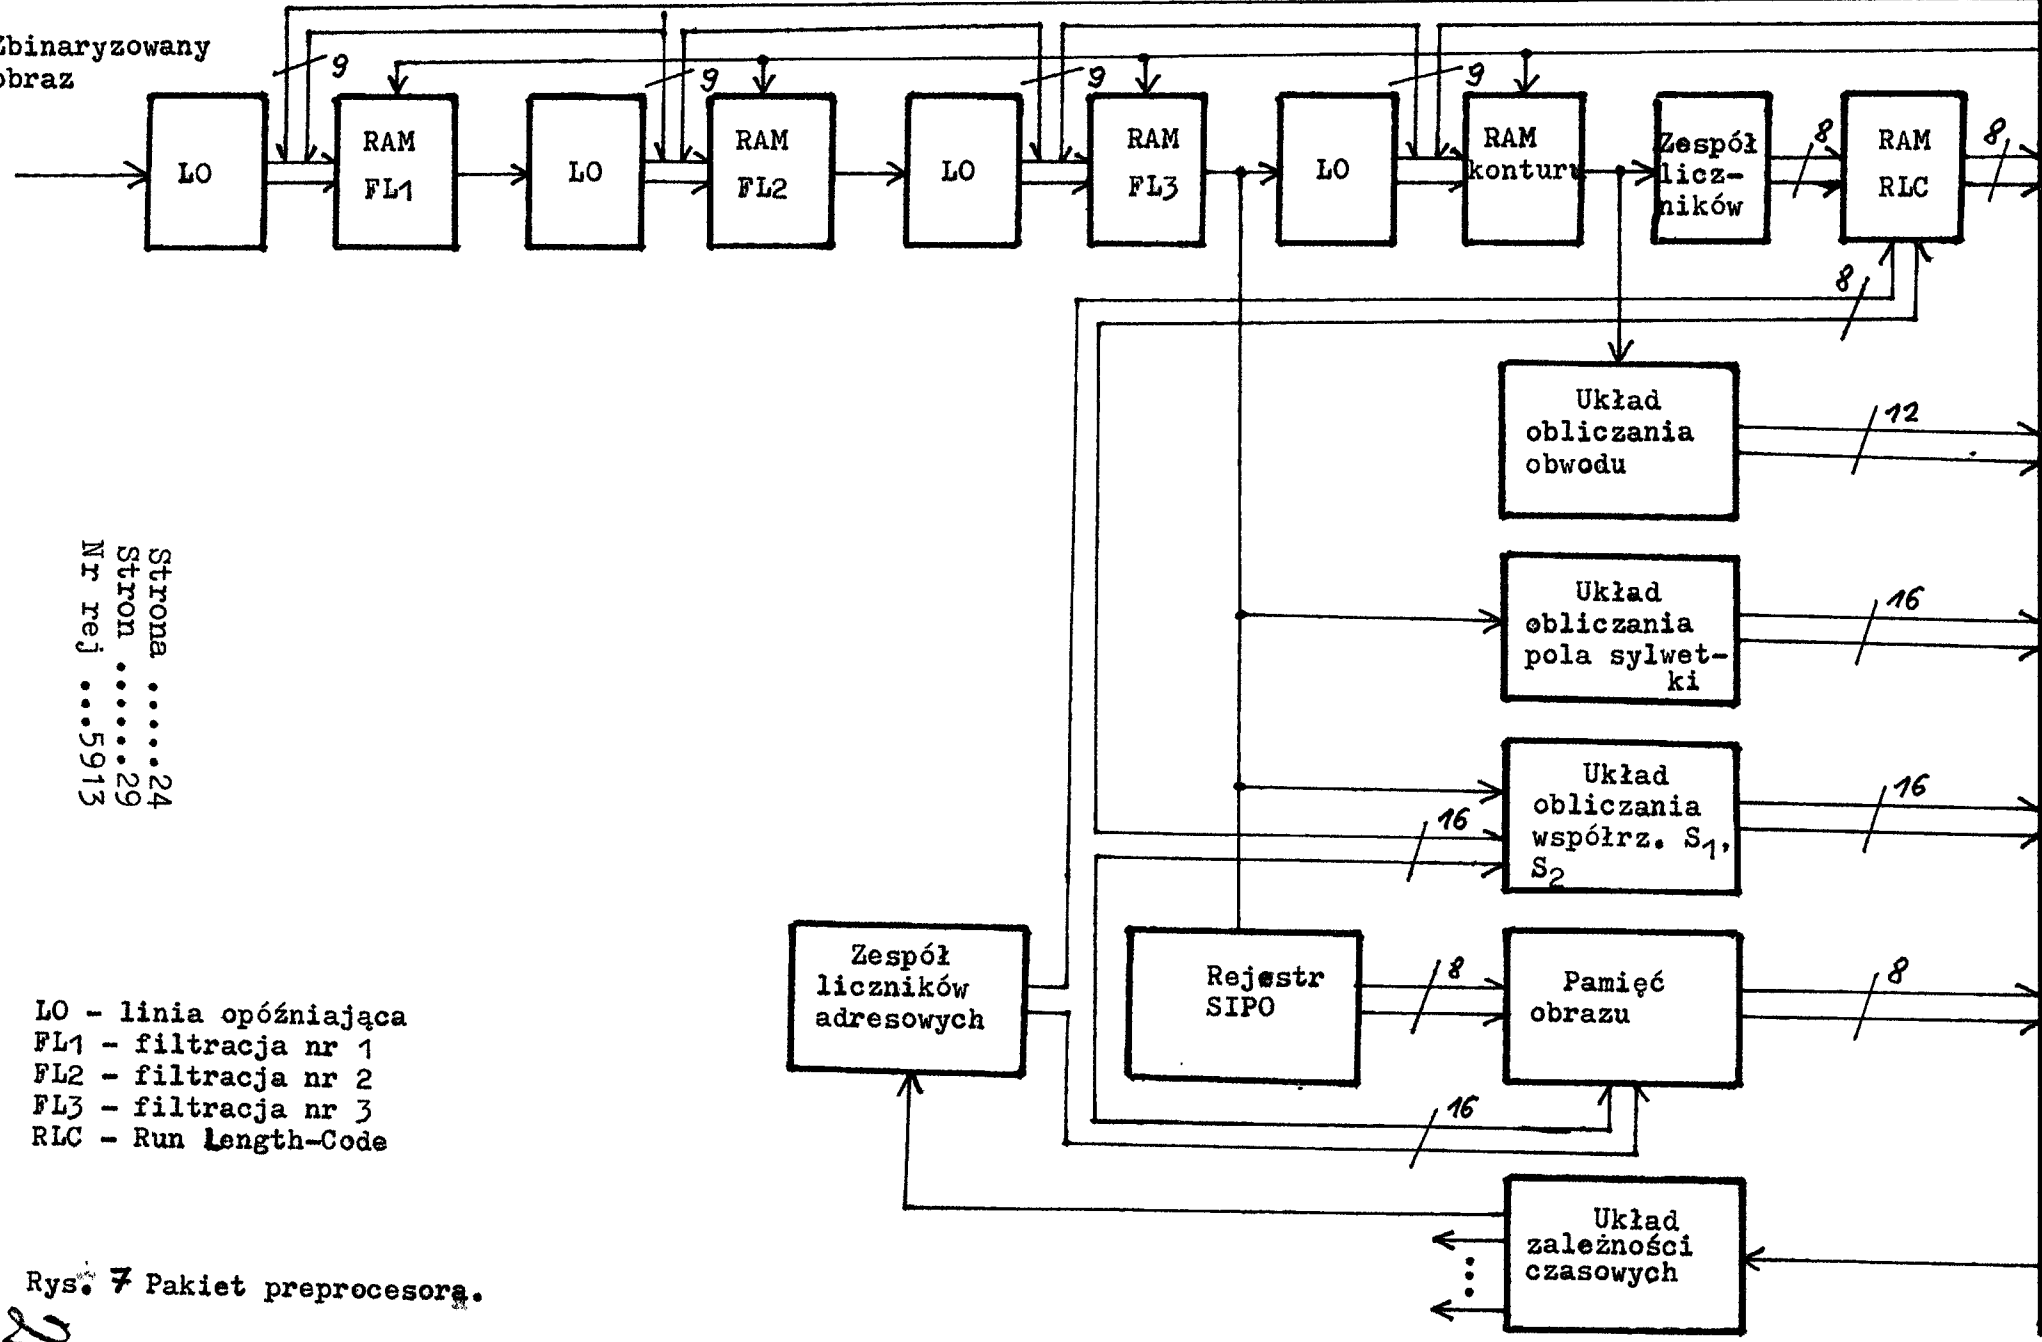 Zbinaryzowany
obraz
9
9
9
9
LO
RAM
FL1
LO
RAM
FL2
LO
RAM
FL3
LO
RAM
konturu
Zespół
licz-
ników
8
RAM
RLC
8
8
Układ
obliczania
obwodu
12
Układ
obliczania
pola sylwet-
ki
16
Układ
obliczania
współrz. S1,
S2
16
16
Zespół
liczników
adresowych
Rejestr
SIPO
8
Pamięć
obrazu
8
16
Układ
zależności
czasowych
Strona .....24
Stron ......29
Nr rej ...5913
LO - linia opóźniająca
FL1 - filtracja nr 1
FL2 - filtracja nr 2
FL3 - filtracja nr 3
RLC - Run Length-Code
Rys. 7 Pakiet preprocesora.